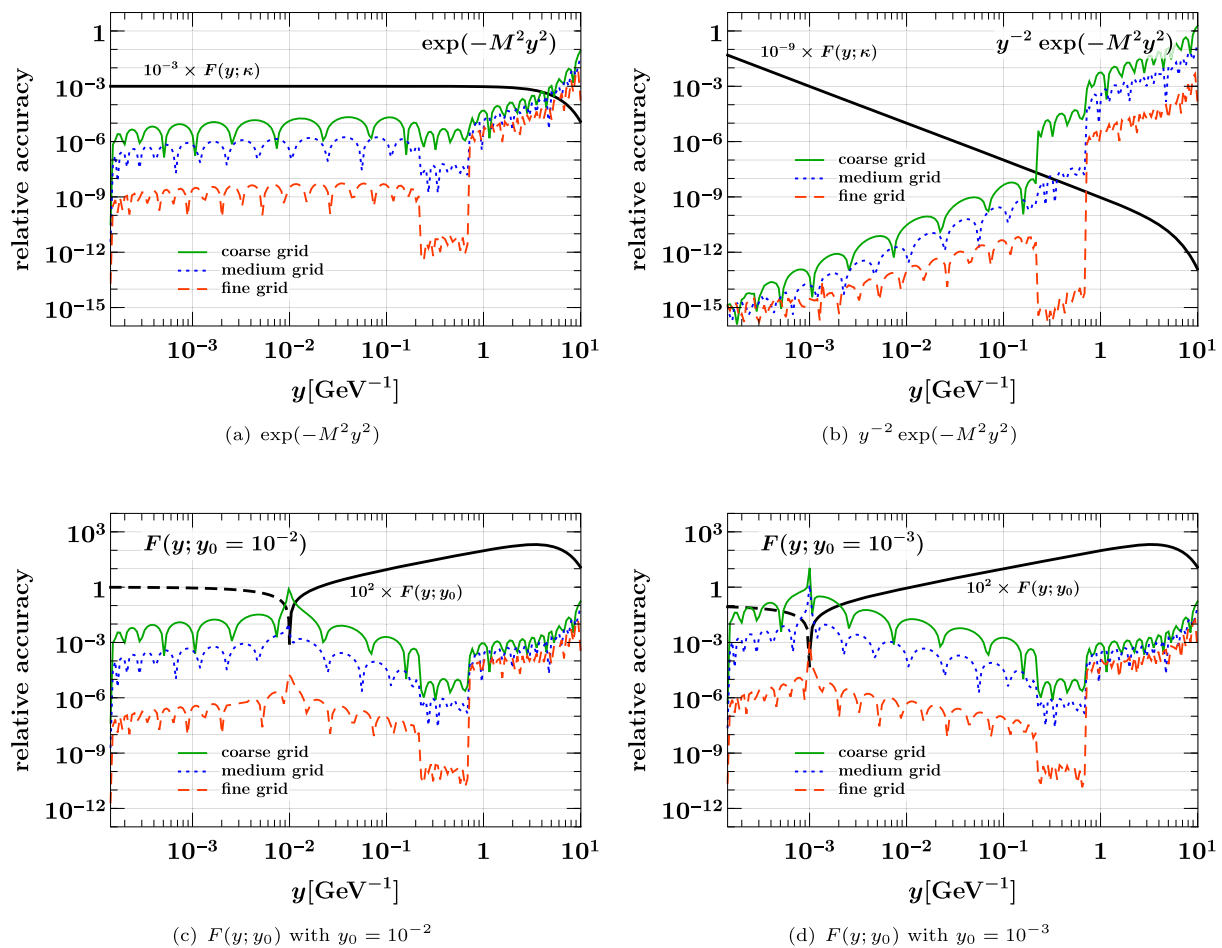 relative accuracy
1
10⁻³
10⁻⁶
10⁻⁹
10⁻¹²
10⁻¹⁵
exp(−M²y²)
10⁻³ × F(y; κ)
coarse grid
medium grid
fine grid
10⁻³ 10⁻² 10⁻¹ 1 10¹
y[GeV⁻¹]
(a) exp(−M²y²)
relative accuracy
1
10⁻³
10⁻⁶
10⁻⁹
10⁻¹²
10⁻¹⁵
y⁻² exp(−M²y²)
10⁻⁹ × F(y; κ)
coarse grid
medium grid
fine grid
10⁻³ 10⁻² 10⁻¹ 1 10¹
y[GeV⁻¹]
(b) y⁻² exp(−M²y²)
relative accuracy
10³
1
10⁻³
10⁻⁶
10⁻⁹
10⁻¹²
F(y; y₀ = 10⁻²)
10² × F(y; y₀)
coarse grid
medium grid
fine grid
10⁻³ 10⁻² 10⁻¹ 1 10¹
y[GeV⁻¹]
(c) F(y; y₀) with y₀ = 10⁻²
relative accuracy
10³
1
10⁻³
10⁻⁶
10⁻⁹
10⁻¹²
F(y; y₀ = 10⁻³)
10² × F(y; y₀)
coarse grid
medium grid
fine grid
10⁻³ 10⁻² 10⁻¹ 1 10¹
y[GeV⁻¹]
(d) F(y; y₀) with y₀ = 10⁻³